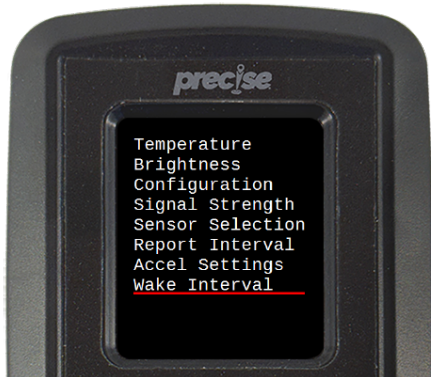 precise
Temperature
Brightness
Configuration
Signal Strength
Sensor Selection
Report Interval
Accel Settings
Wake Interval